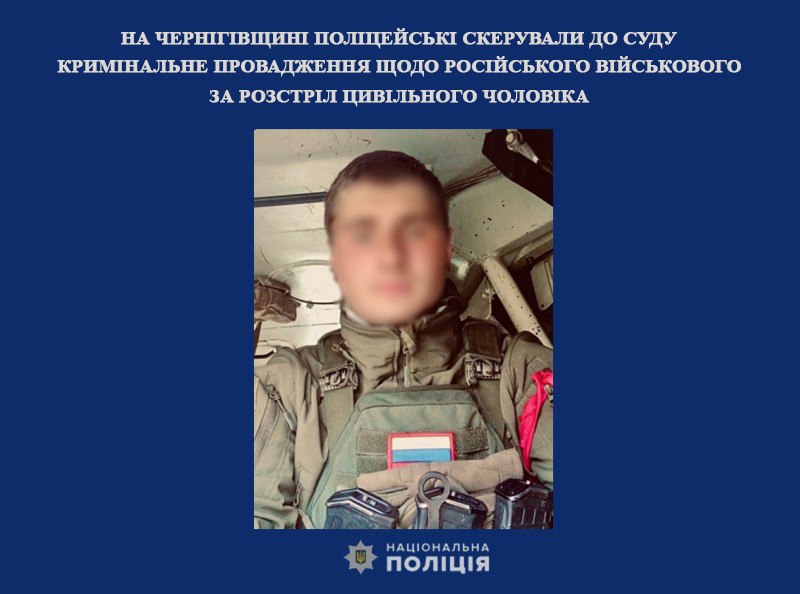 НА ЧЕРНІГІВЩИНІ ПОЛІЦЕЙСЬКІ СКЕРУВАЛИ ДО СУДУ
КРИМІНАЛЬНЕ ПРОВАДЖЕННЯ ЩОДО РОСІЙСЬКОГО ВІЙСЬКОВОГО
ЗА РОЗСТРІЛ ЦИВІЛЬНОГО ЧОЛОВІКА
НАЦІОНАЛЬНА
ПОЛІЦІЯ